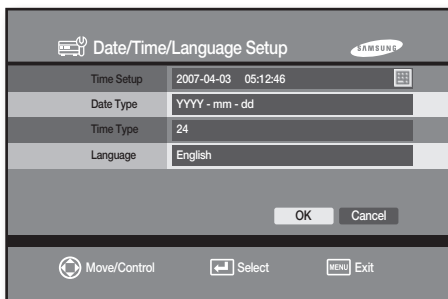 Date/Time/Language Setup
SAMSUNG
Time Setup 2007-04-03 05:12:46
Date Type YYYY - mm - dd
Time Type 24
Language English
OK Cancel
Move/Control Select MENU Exit